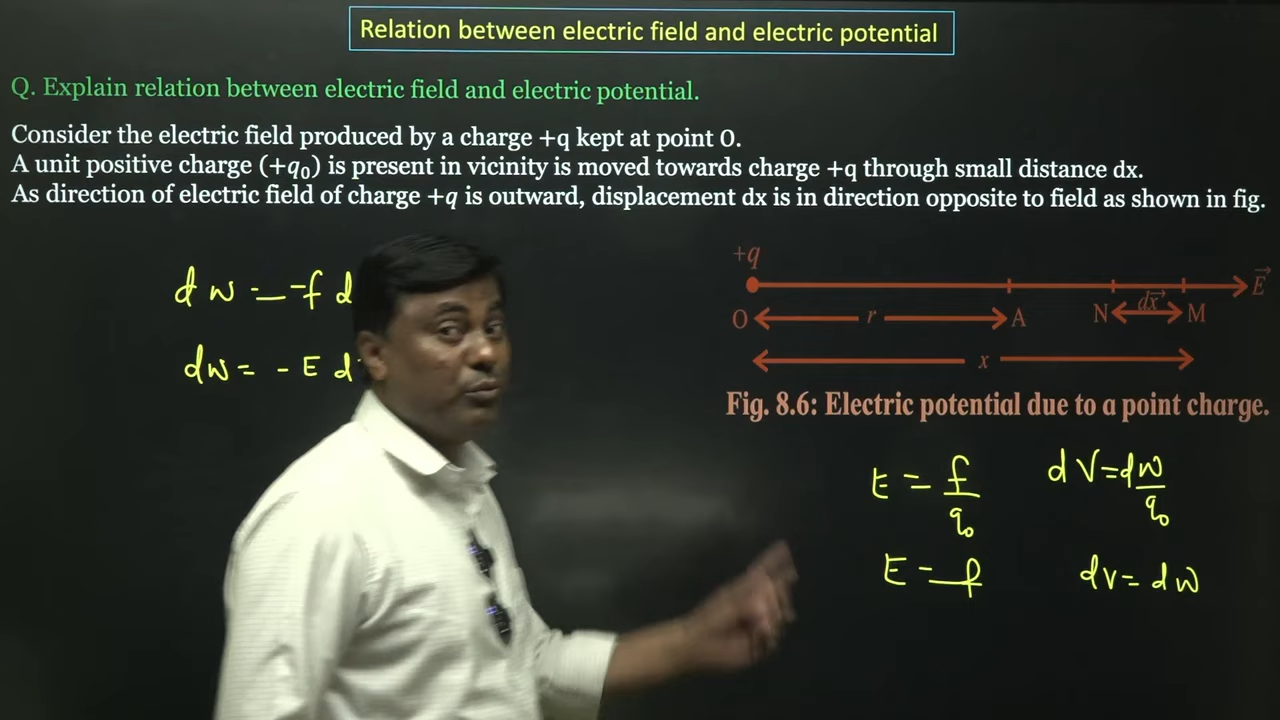 Relation between electric field and electric potential
Q. Explain relation between electric field and electric potential.
Consider the electric field produced by a charge +q kept at point O.
A unit positive charge (+q₀) is present in vicinity is moved towards charge +q through small distance dx.
As direction of electric field of charge +q is outward, displacement dx is in direction opposite to field as shown in fig.
dw = -f d
dw = - E d
+q
E⃗
O r A N dx⃗ M
x
Fig. 8.6: Electric potential due to a point charge.
E = f/q₀ dV = dw/q₀
E = f dV = dw